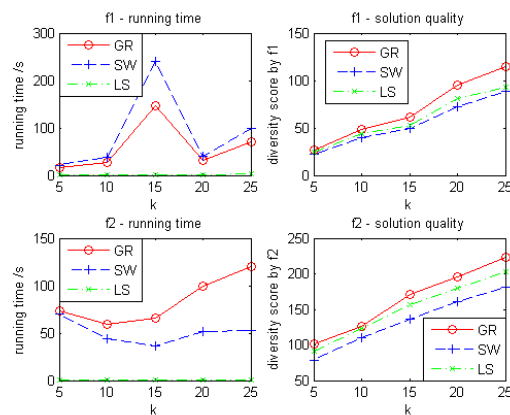 f1 - running time
running time /s
300
200
100
0
5
10
15
20
25
k
GR
SW
LS
f1 - solution quality
diversity score by f1
150
100
50
0
5
10
15
20
25
k
GR
SW
LS
f2 - running time
running time /s
150
100
50
0
5
10
15
20
25
k
GR
SW
LS
f2 - solution quality
diversity score by f2
250
200
150
100
50
5
10
15
20
25
k
GR
SW
LS